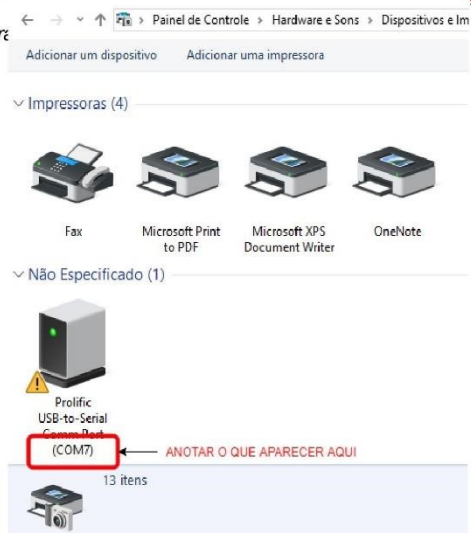 Painel de Controle > Hardware e Sons > Dispositivos e Im
Adicionar um dispositivo Adicionar uma impressora
Impressoras (4)
Fax
Microsoft Print
to PDF
Microsoft XPS
Document Writer
OneNote
Não Especificado (1)
Prolific
USB-to-Serial
Comm Port
(COM7)
ANOTAR O QUE APARECER AQUI
13 itens